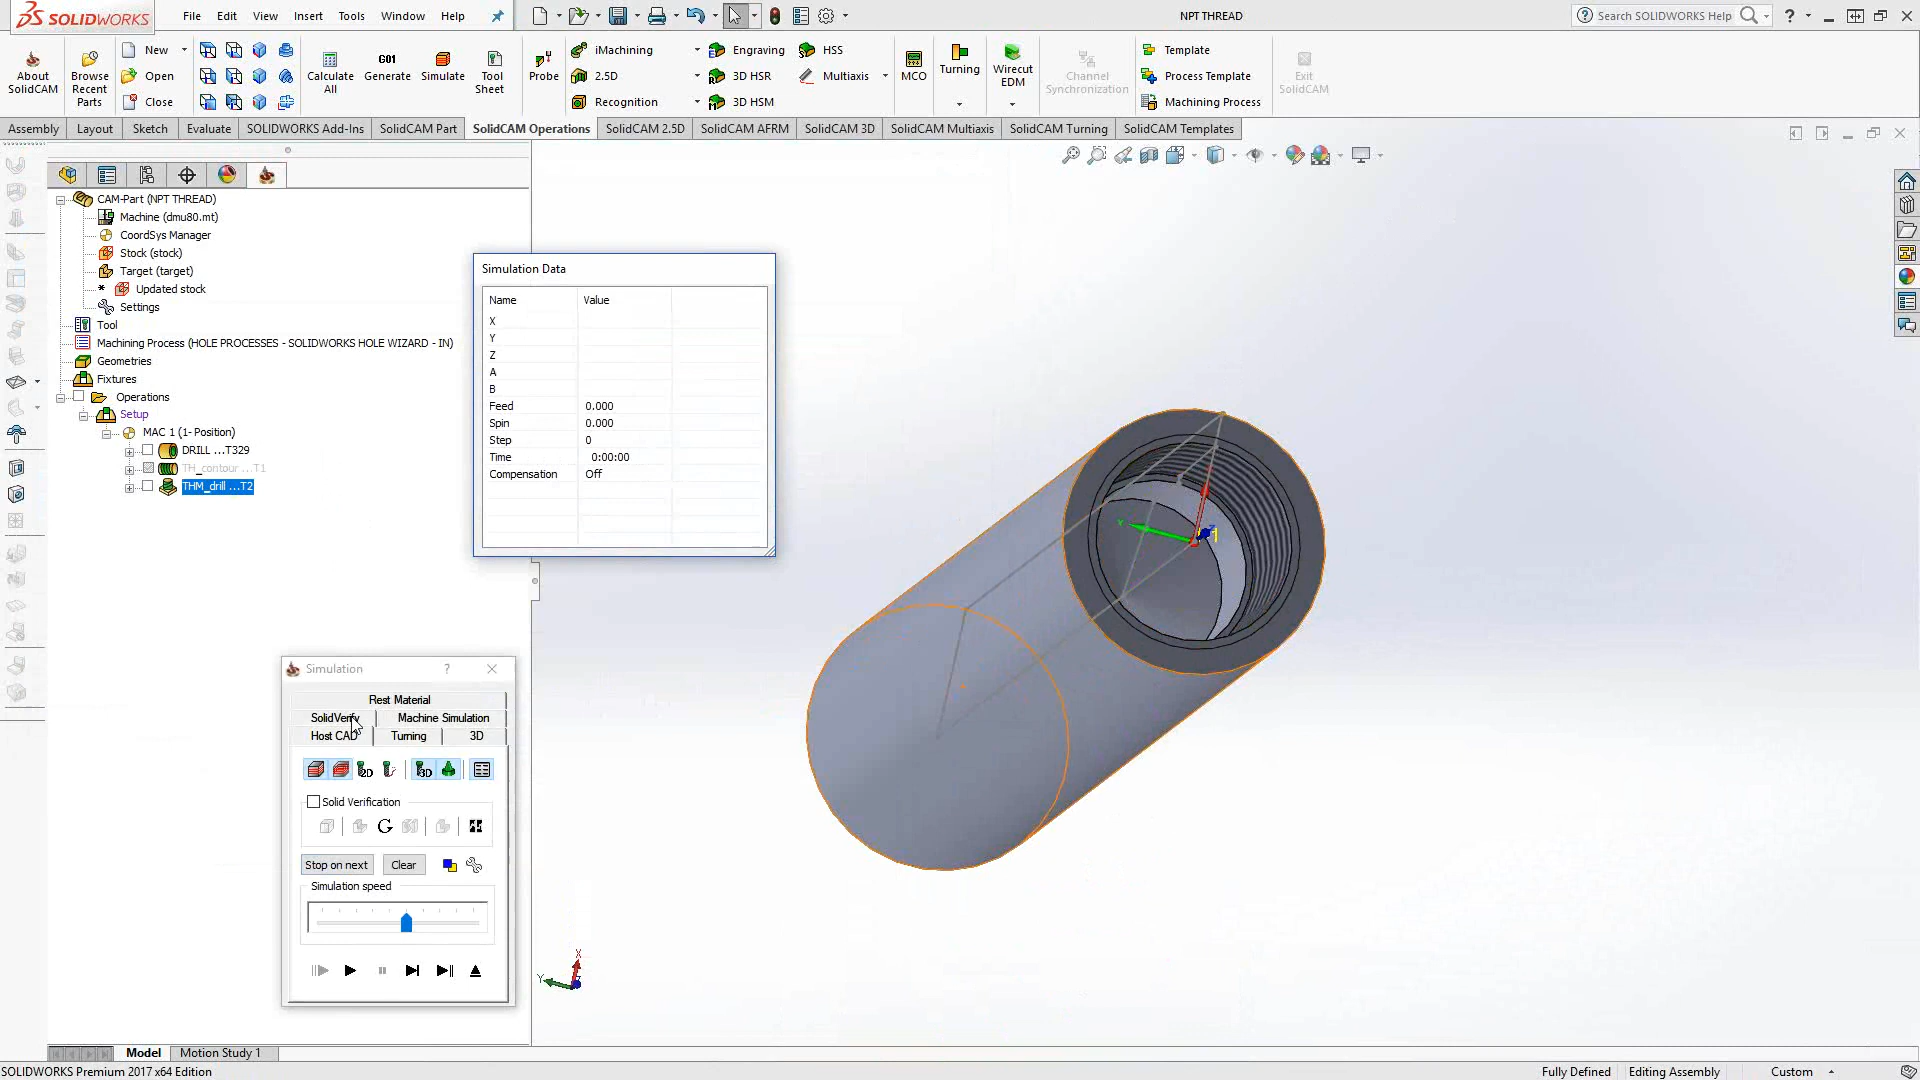 SOLIDWORKS
File Edit View Insert Tools Window Help
NPT THREAD
Search SOLIDWORKS Help
About SolidCAM
Browse Recent Parts
New
Open
Close
Calculate All
G01
Generate
Simulate
Tool Sheet
Probe
iMachining
2.5D
Recognition
Engraving
3D HSR
3D HSM
HSS
Multiaxis
MCO
Turning
Wirecut EDM
Channel Synchronization
Template
Process Template
Machining Process
Exit SolidCAM
Assembly Layout Sketch Evaluate SOLIDWORKS Add-Ins SolidCAM Part SolidCAM Operations SolidCAM 2.5D SolidCAM AFRM SolidCAM 3D SolidCAM Multiaxis SolidCAM Turning SolidCAM Templates
CAM-Part (NPT THREAD)
Machine (dmu80.mt)
CoordSys Manager
Stock (stock)
Target (target)
* Updated stock
Settings
Tool
Machining Process (HOLE PROCESSES - SOLIDWORKS HOLE WIZARD - IN)
Geometries
Fixtures
Operations
Setup
MAC 1 (1- Position)
DRILL ...T329
TH_contour ...T1
THM_drill ...T2
Simulation Data
Name Value
X
Y
Z
A
B
Feed 0.000
Spin 0.000
Step 0
Time 0:00:00
Compensation Off
Simulation ?
Rest Material
SolidVerify Machine Simulation
Host CAD Turning 3D
2D
3D
Solid Verification
Stop on next Clear
Simulation speed
Y
Z
1
X
Y
Z
Model Motion Study 1
SOLIDWORKS Premium 2017 x64 Edition
Fully Defined Editing Assembly Custom